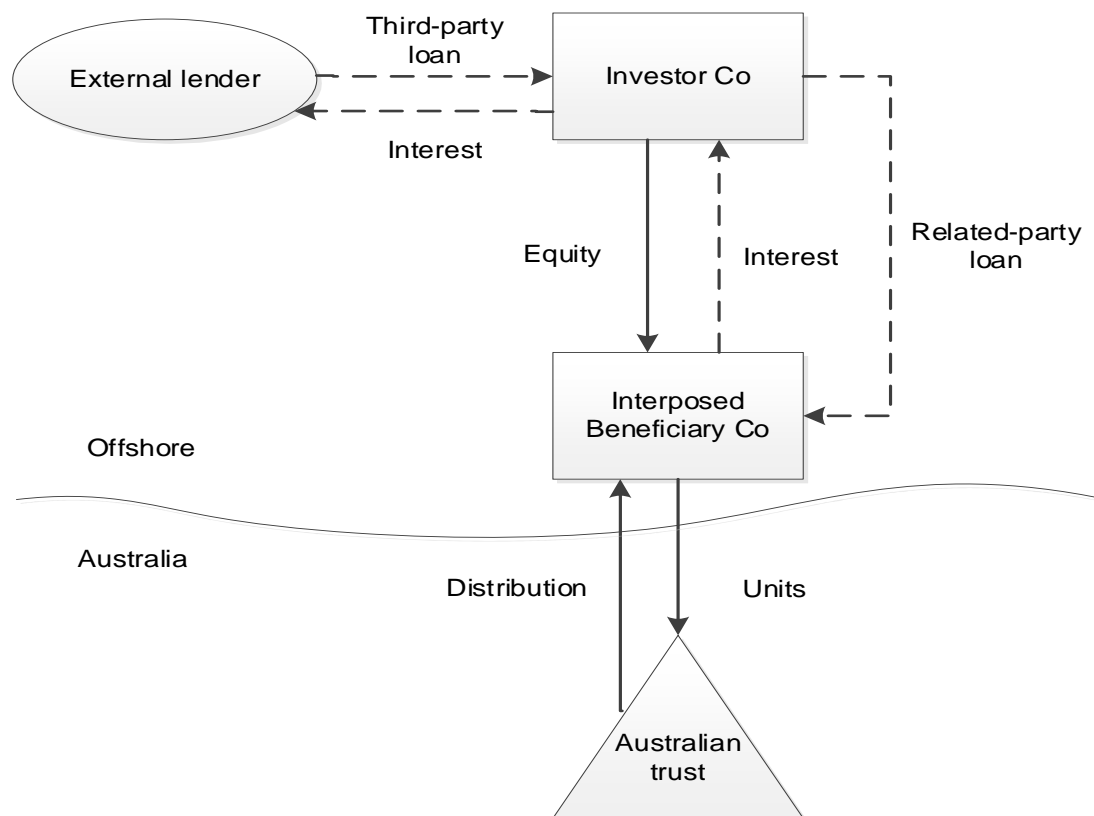 Third-party
loan
External lender
Investor Co
Interest
Equity
Interest
Related-party
loan
Interposed
Beneficiary Co
Offshore
Australia
Distribution
Units
Australian
trust